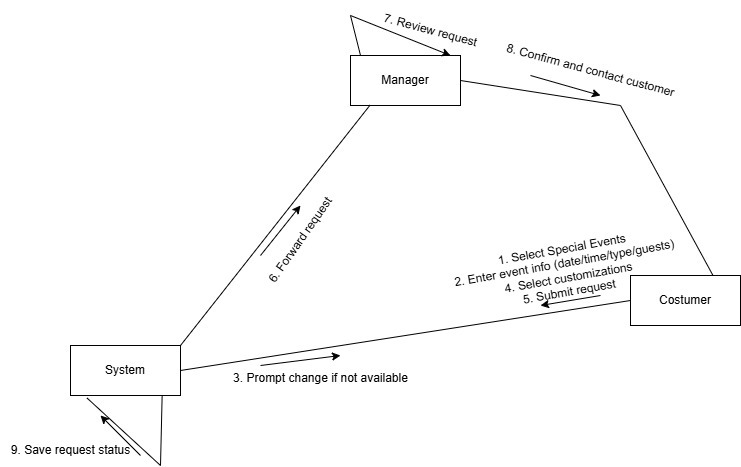 7. Review request
8. Confirm and contact customer
Manager
6. Forward request
1. Select Special Events
2. Enter event info (date/time/type/guests)
4. Select customizations
5. Submit request
Costumer
System
3. Prompt change if not available
9. Save request status